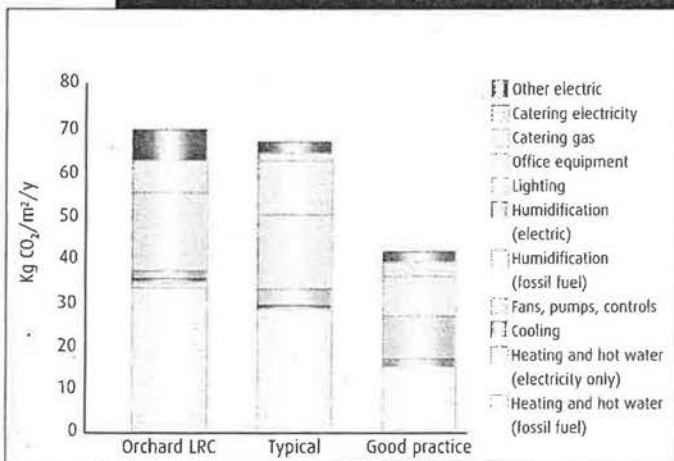 Kg CO₂/m²/y
80
70
60
50
40
30
20
10
0
Orchard LRC
Typical
Good practice
Other electric
Catering electricity
Catering gas
Office equipment
Lighting
Humidification
(electric)
Humidification
(fossil fuel)
Fans, pumps, controls
Cooling
Heating and hot water
(electricity only)
Heating and hot water
(fossil fuel)